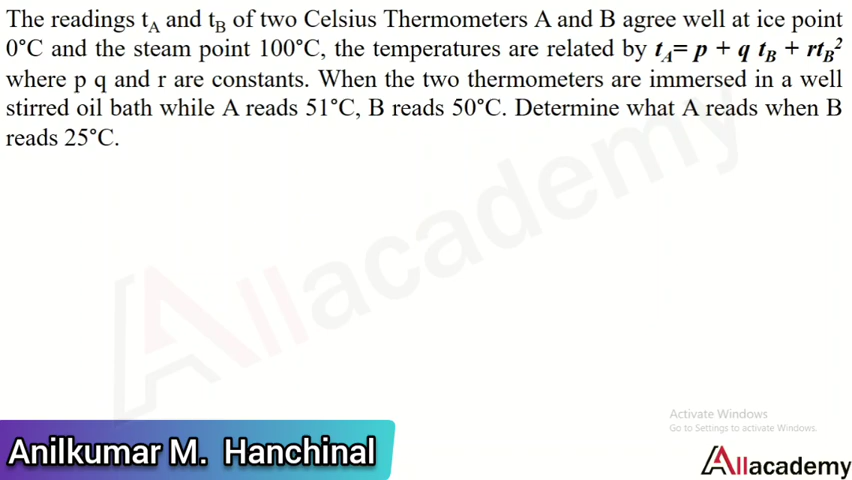 The readings tA and tB of two Celsius Thermometers A and B agree well at ice point
0°C and the steam point 100°C, the temperatures are related by tA= p + q tB + rtB²
where p q and r are constants. When the two thermometers are immersed in a well
stirred oil bath while A reads 51°C, B reads 50°C. Determine what A reads when B
reads 25°C.
Allacademy
Activate Windows
Go to Settings to activate Windows.
Anilkumar M. Hanchinal
Allacademy